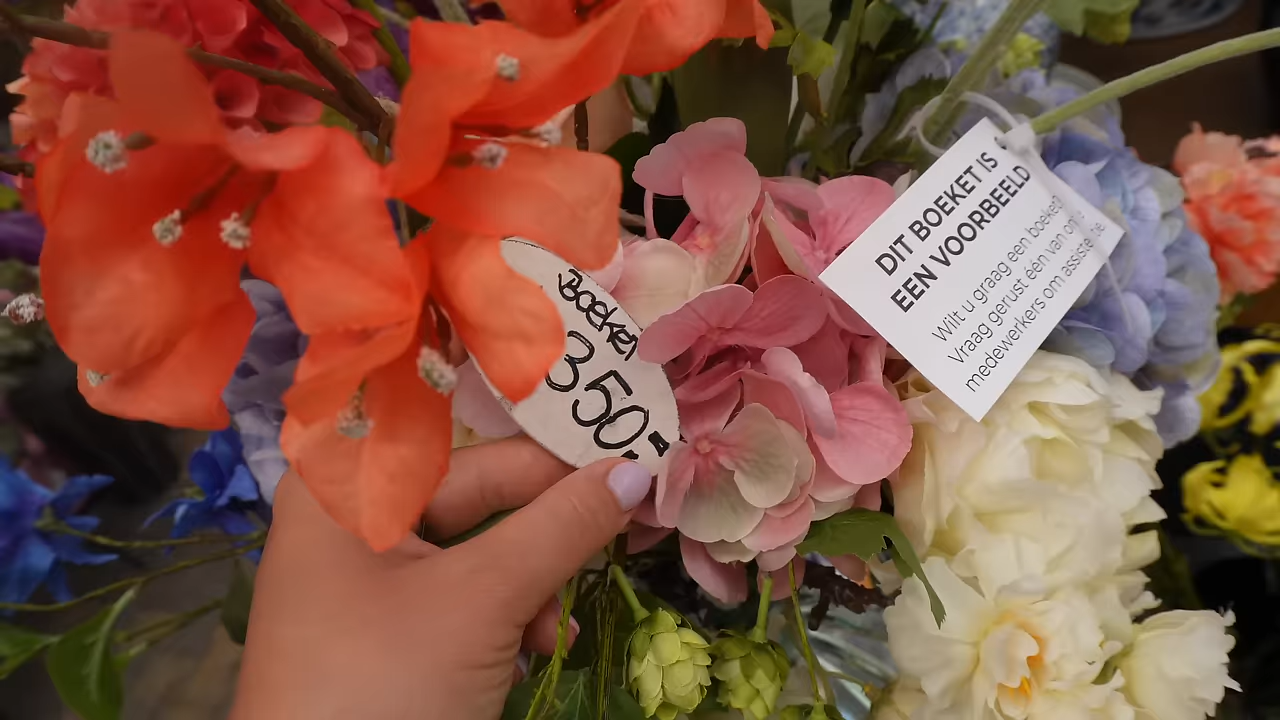 Boeket
350,-
DIT BOEKET IS
EEN VOORBEELD
Wilt u graag een boeket?
Vraag gerust één van onze
medewerkers om assistentie.